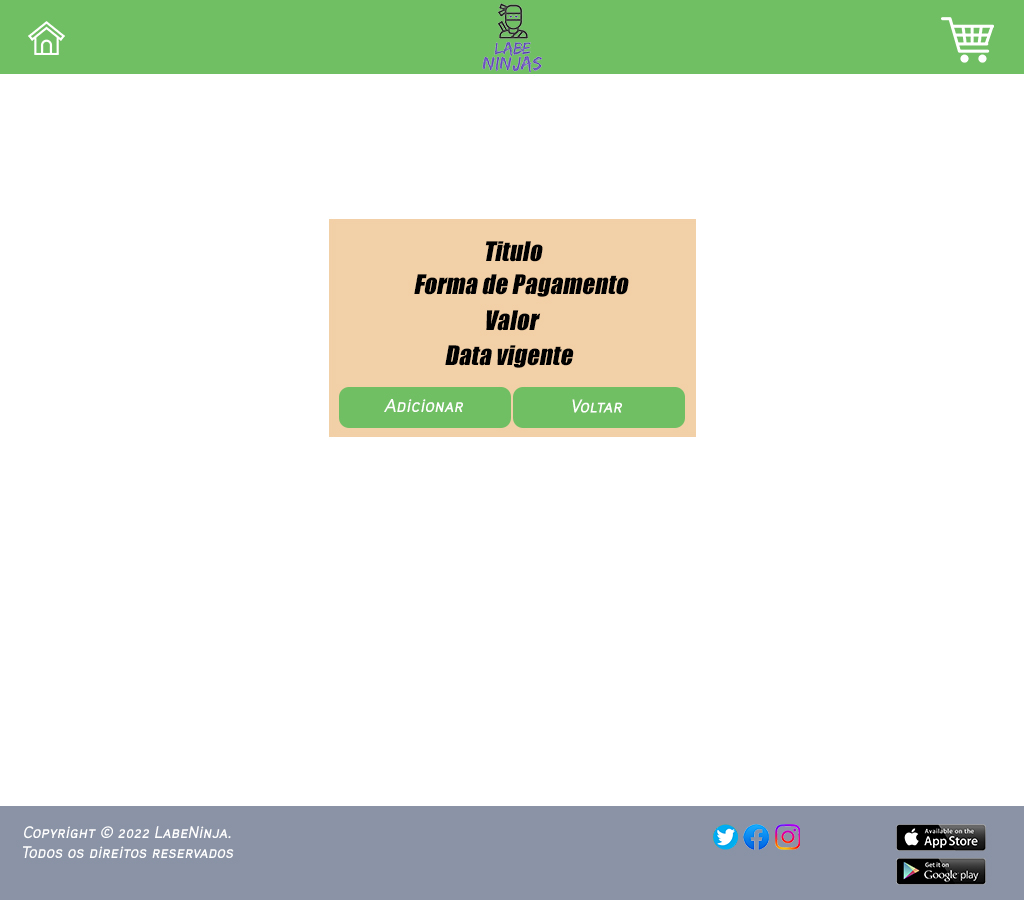 LABE
NINJAS
Titulo
Forma de Pagamento
Valor
Data vigente
Adicionar
Voltar
Copyright © 2022 LabeNinja.
Todos os direitos reservados
Available on the
App Store
Get it on
Google play